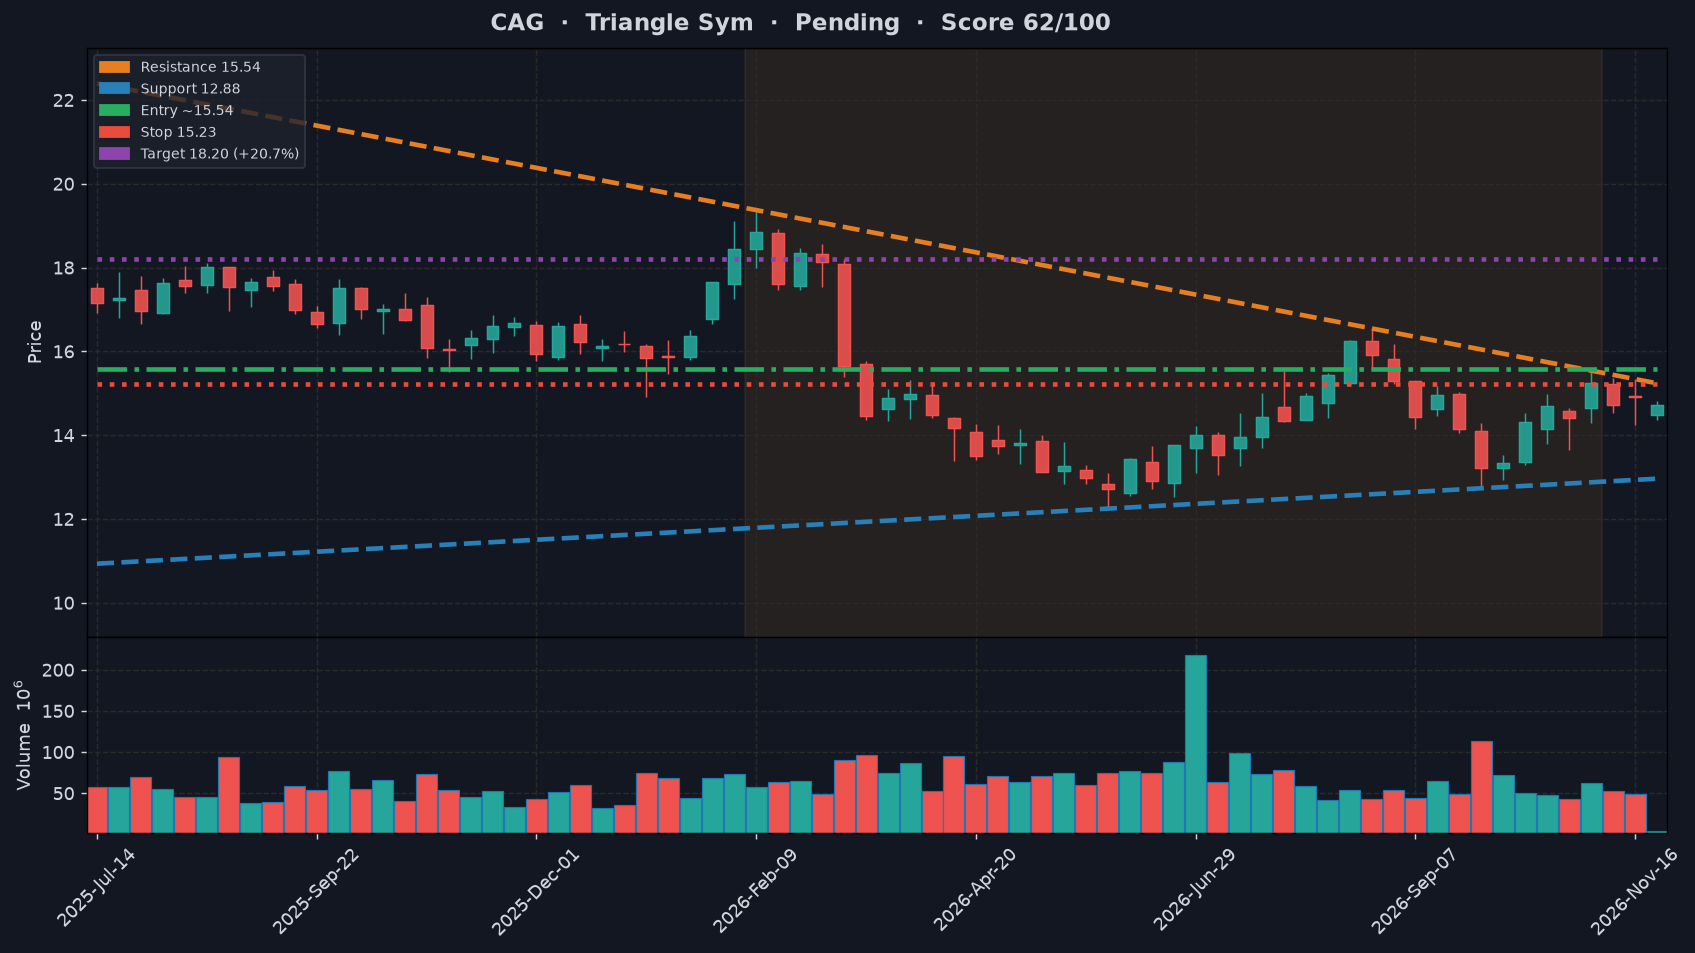 CAG · Triangle Sym · Pending · Score 62/100
Resistance 15.54
Support 12.88
Entry ~15.54
Stop 15.23
Target 18.20 (+20.7%)
Price
22
20
18
16
14
12
10
Volume 10⁶
200
150
100
50
2025-Jul-14
2025-Sep-22
2025-Dec-01
2026-Feb-09
2026-Apr-20
2026-Jun-29
2026-Sep-07
2026-Nov-16